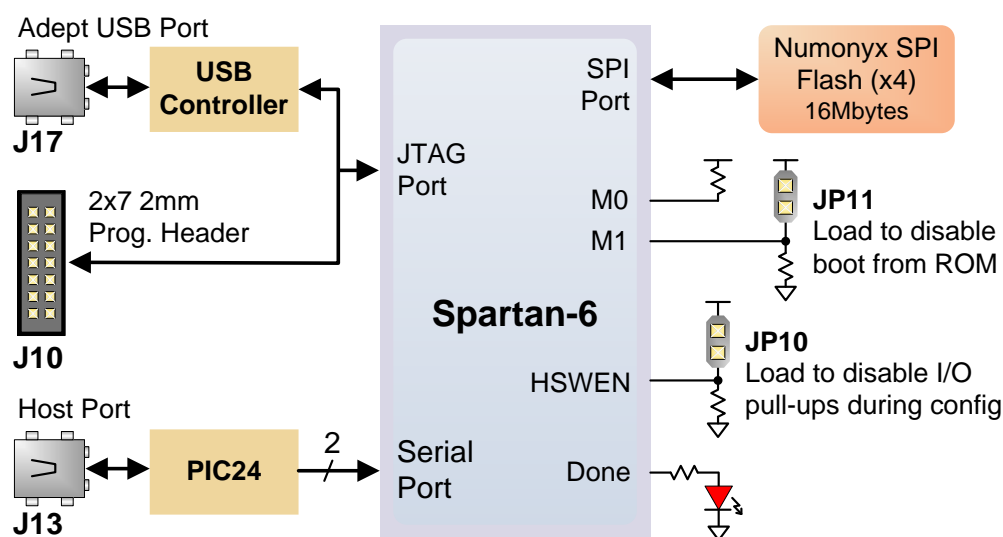 Adept USB Port
USB
Controller
J17
2x7 2mm
Prog. Header
J10
Host Port
PIC24
2
J13
JTAG
Port
Serial
Port
Spartan-6
SPI
Port
M0
M1
HSWEN
Done
Numonyx SPI
Flash (x4)
16Mbytes
JP11
Load to disable
boot from ROM
JP10
Load to disable I/O
pull-ups during config